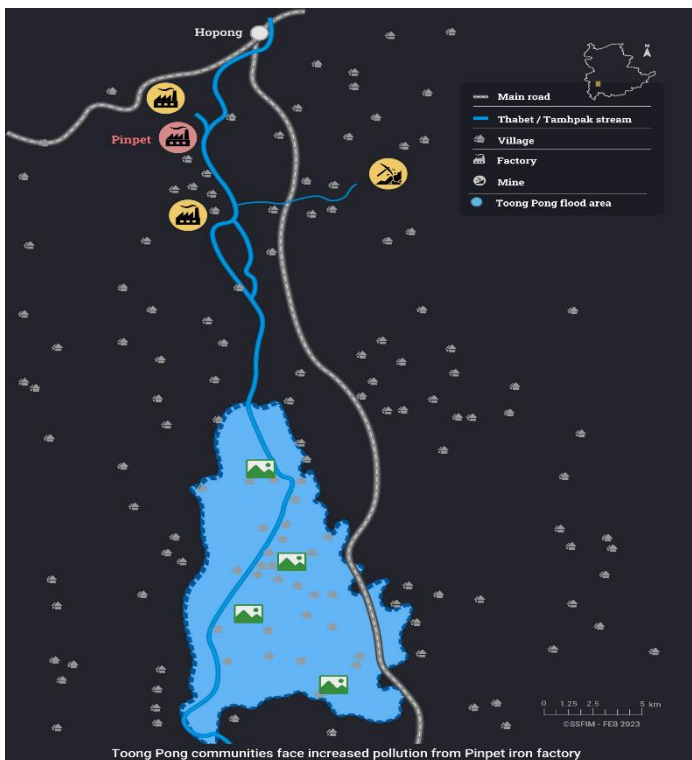 Hopong
N
Main road
Thabet / Tamhpak stream
Pinpet
Village
Factory
Mine
Toong Pong flood area
0 1.25 2.5 5 km
©SSFIM - FEB 2023
Toong Pong communities face increased pollution from Pinpet iron factory